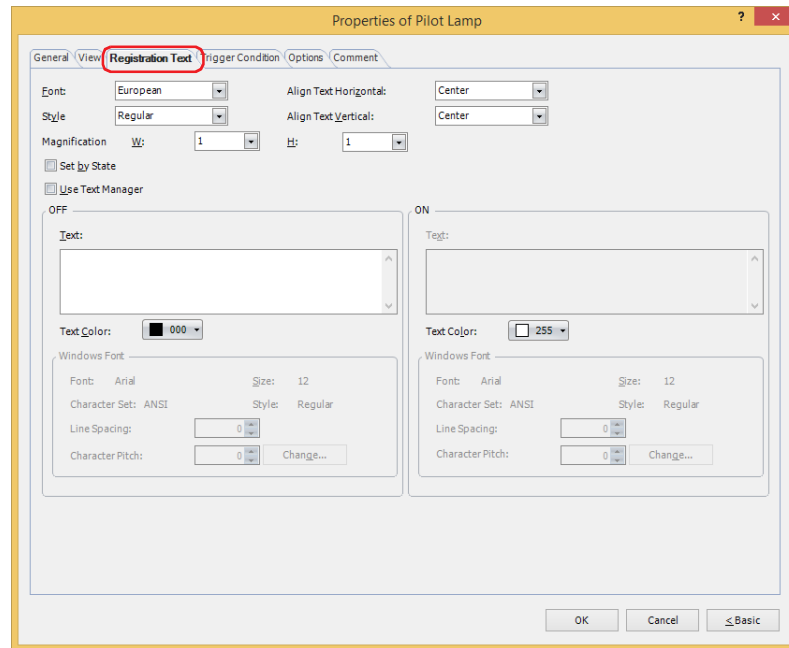 Properties of Pilot Lamp ? ×
General View Registration Text Trigger Condition Options Comment
Font: European Align Text Horizontal: Center
Style Regular Align Text Vertical: Center
Magnification W: 1 H: 1
Set by State
Use Text Manager
OFF
Text:
Text Color: 000
Windows Font
Font: Arial Size: 12
Character Set: ANSI Style: Regular
Line Spacing: 0
Character Pitch: 0 Change...
ON
Text:
Text Color: 255
Windows Font
Font: Arial Size: 12
Character Set: ANSI Style: Regular
Line Spacing: 0
Character Pitch: 0 Change...
OK Cancel < Basic